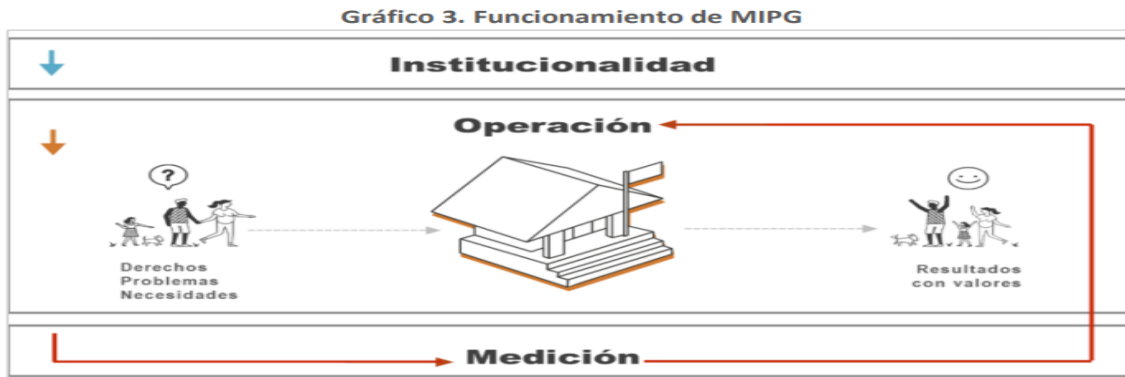 Gráfico 3. Funcionamiento de MIPG
Institucionalidad
Operación
?
Derechos
Problemas
Necesidades
Resultados
con valores
Medición